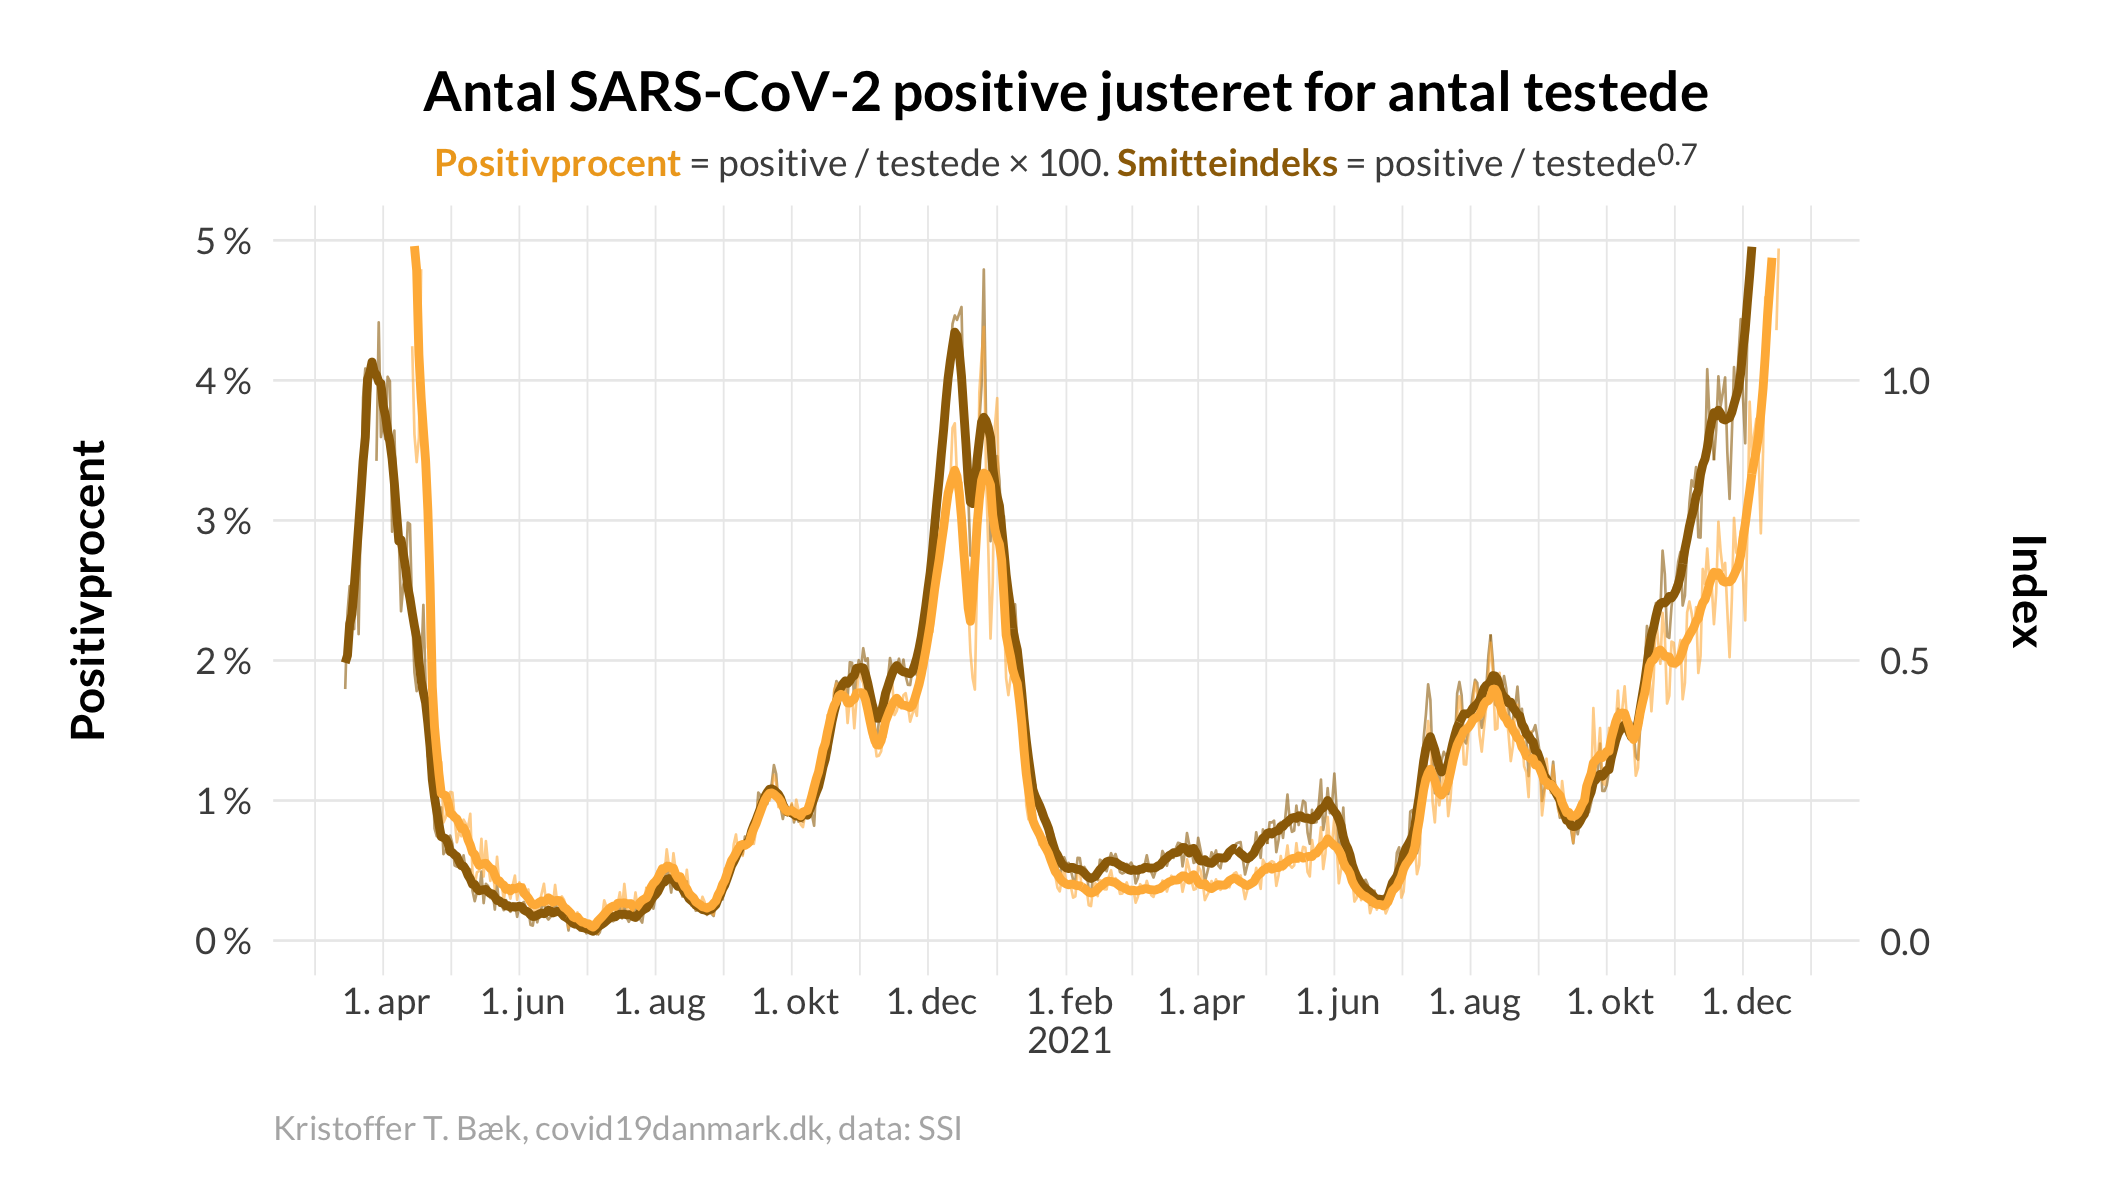 Antal SARS-CoV-2 positive justeret for antal testede
Positivprocent = positive / testede × 100. Smitteindeks = positive / testede^0.7
Positivprocent
5 %
4 %
3 %
2 %
1 %
0 %
1.0
0.5
0.0
Index
1. apr
1. jun
1. aug
1. okt
1. dec
1. feb
2021
1. apr
1. jun
1. aug
1. okt
1. dec
Kristoffer T. Bæk, covid19danmark.dk, data: SSI